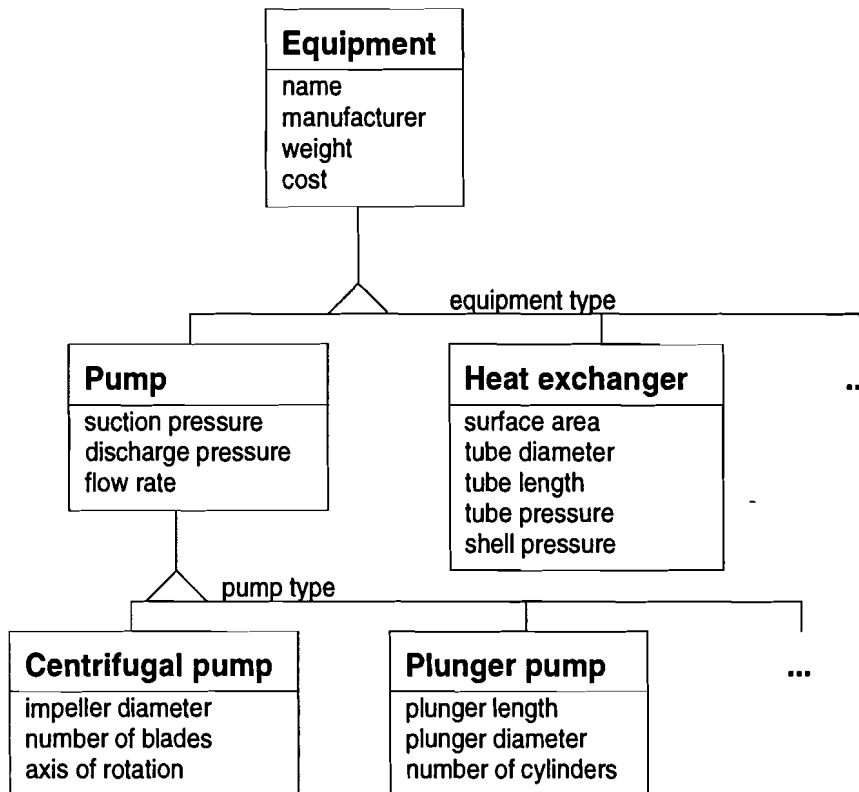 Equipment
name
manufacturer
weight
cost
equipment type
Pump
suction pressure
discharge pressure
flow rate
Heat exchanger
surface area
tube diameter
tube length
tube pressure
shell pressure
...
pump type
Centrifugal pump
impeller diameter
number of blades
axis of rotation
Plunger pump
plunger length
plunger diameter
number of cylinders
...